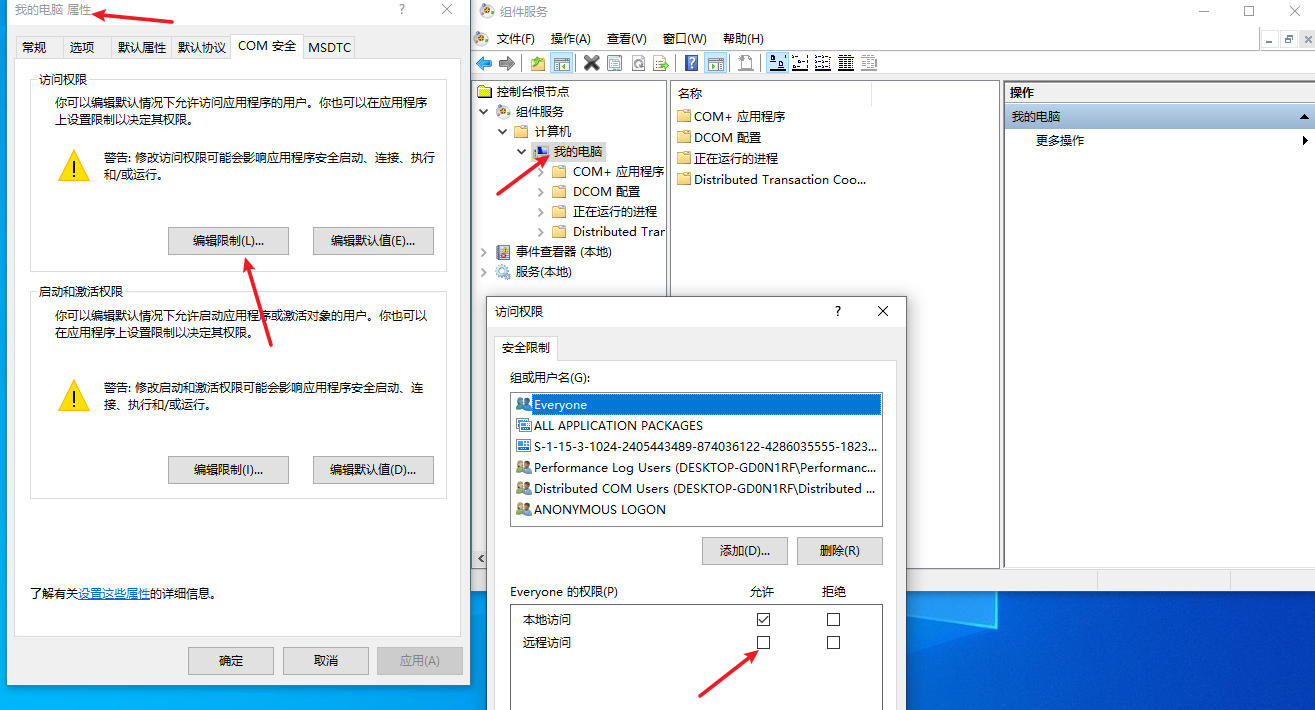 我的电脑 属性
常规
选项
默认属性
默认协议
COM 安全
MSDTC
访问权限
你可以编辑默认情况下允许访问应用程序的用户。你也可以在应用程序
上设置限制以决定其权限。
警告: 修改访问权限可能会影响应用程序安全启动、连接、执行
和/或运行。
编辑限制(L)...
编辑默认值(E)...
启动和激活权限
你可以编辑默认情况下允许启动应用程序或激活对象的用户。你也可以
在应用程序上设置限制以决定其权限。
警告: 修改启动和激活权限可能会影响应用程序安全启动、连
接、执行和/或运行。
编辑限制(I)...
编辑默认值(D)...
了解有关设置这些属性的详细信息。
确定
取消
应用(A)
组件服务
文件(F)
操作(A)
查看(V)
窗口(W)
帮助(H)
控制台根节点
组件服务
计算机
我的电脑
COM+ 应用程序
DCOM 配置
正在运行的进程
Distributed Trar
事件查看器 (本地)
服务(本地)
名称
COM+ 应用程序
DCOM 配置
正在运行的进程
Distributed Transaction Coo...
操作
我的电脑
更多操作
访问权限
安全限制
组或用户名(G):
Everyone
ALL APPLICATION PACKAGES
S-1-15-3-1024-2405443489-874036122-4286035555-1823...
Performance Log Users (DESKTOP-GD0N1RF\Performanc...
Distributed COM Users (DESKTOP-GD0N1RF\Distributed ...
ANONYMOUS LOGON
添加(D)...
删除(R)
Everyone 的权限(P)
允许
拒绝
本地访问
远程访问